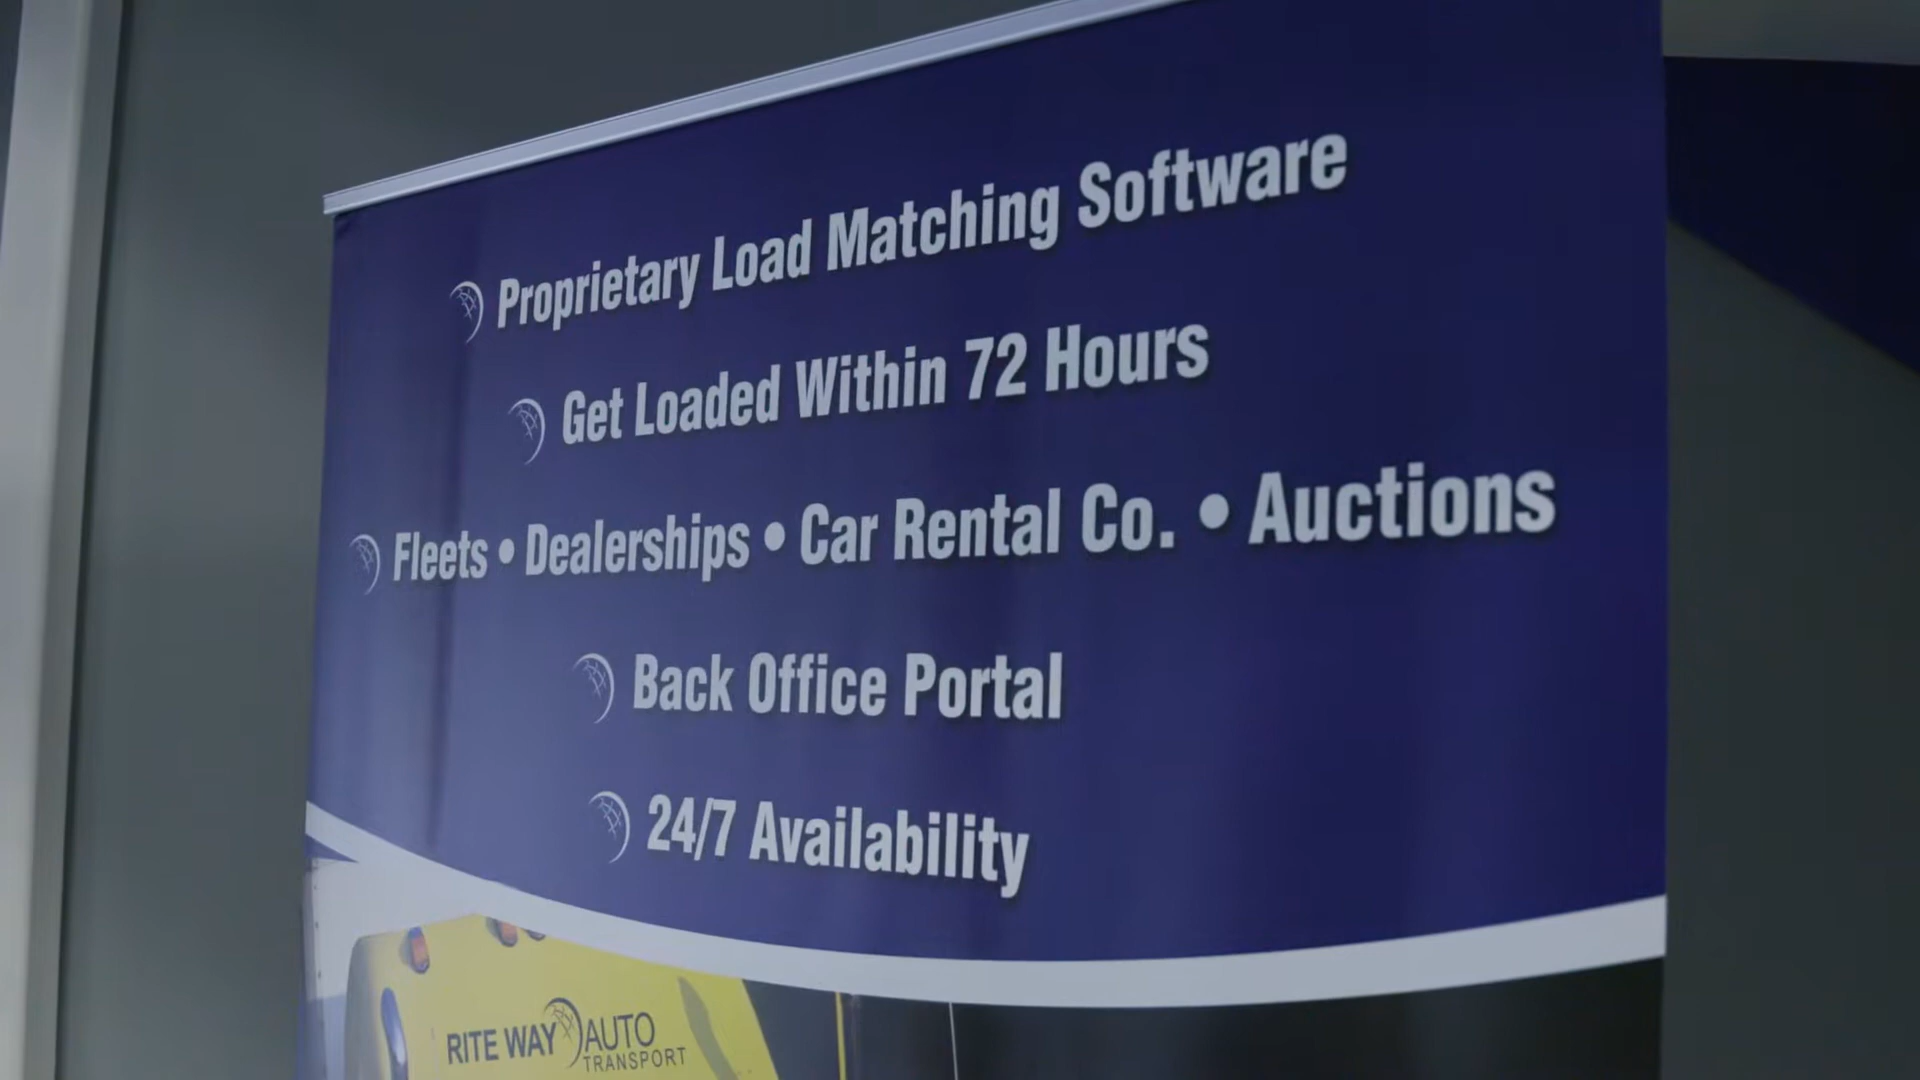 Proprietary Load Matching Software
Get Loaded Within 72 Hours
Fleets • Dealerships • Car Rental Co. • Auctions
Back Office Portal
24/7 Availability
RITE WAY AUTO
TRANSPORT